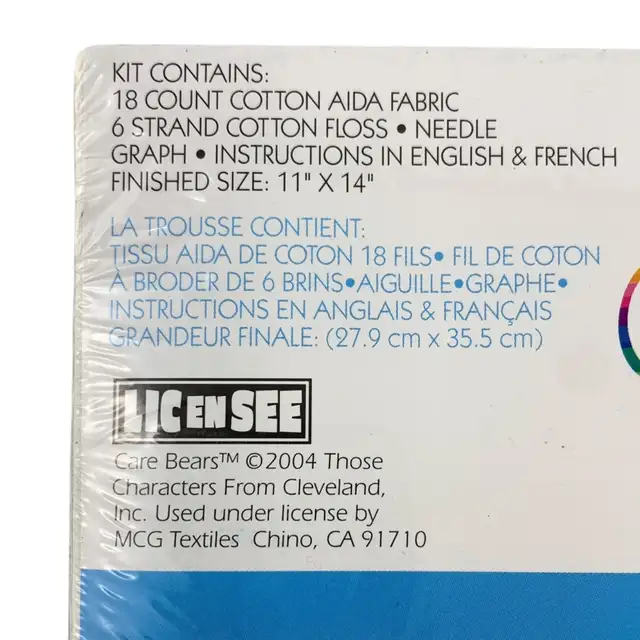 KIT CONTAINS:
18 COUNT COTTON AIDA FABRIC
6 STRAND COTTON FLOSS • NEEDLE
GRAPH • INSTRUCTIONS IN ENGLISH & FRENCH
FINISHED SIZE: 11" X 14"
LA TROUSSE CONTIENT:
TISSU AIDA DE COTON 18 FILS• FIL DE COTON
À BRODER DE 6 BRINS•AIGUILLE•GRAPHE•
INSTRUCTIONS EN ANGLAIS & FRANÇAIS
GRANDEUR FINALE: (27.9 cm x 35.5 cm)
LICENSEE
Care Bears™ ©2004 Those
Characters From Cleveland,
Inc. Used under license by
MCG Textiles Chino, CA 91710